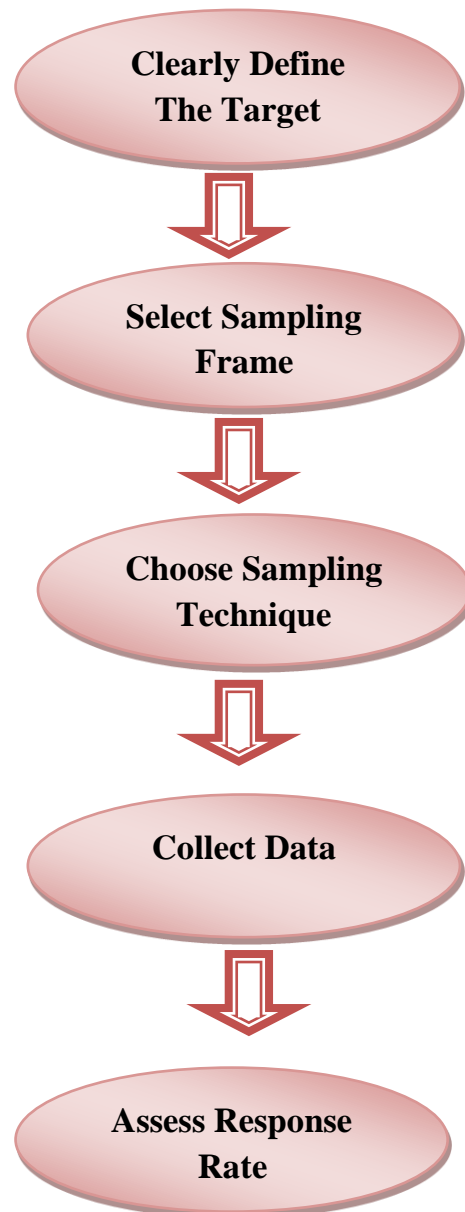 Clearly Define
The Target
Select Sampling
Frame
Choose Sampling
Technique
Collect Data
Assess Response
Rate